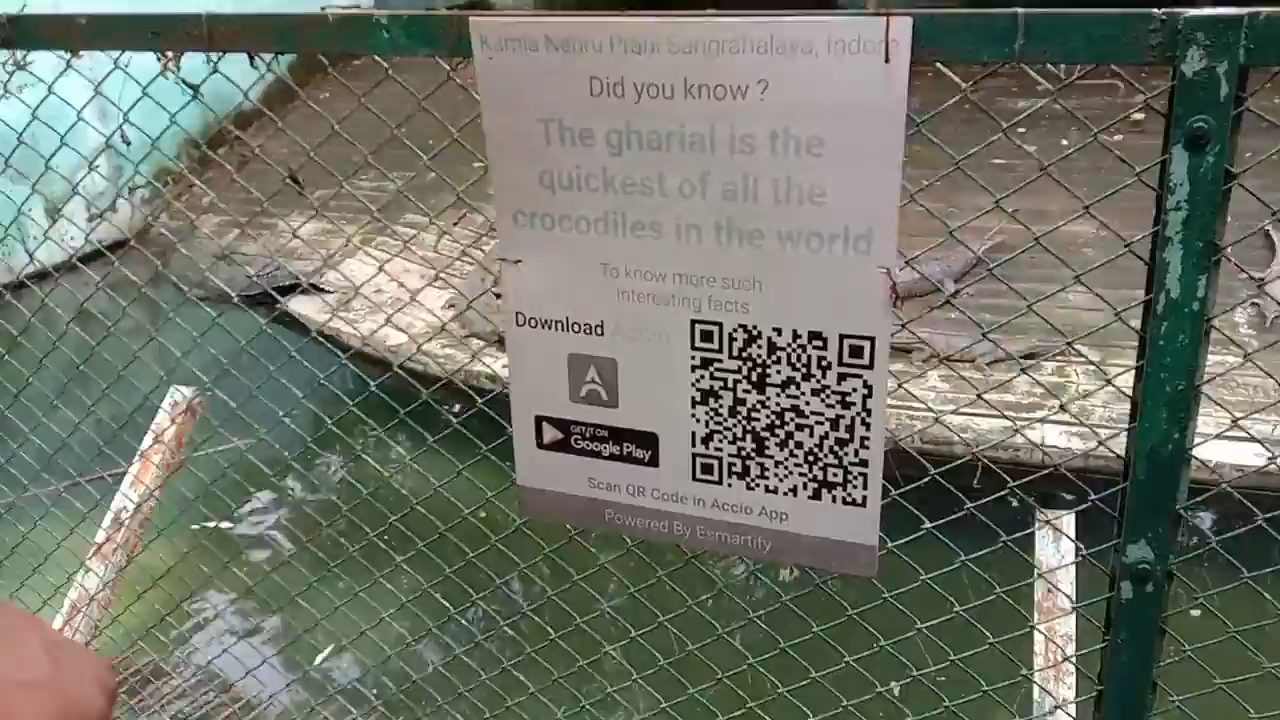 Kamla Nehru Prani Sangrahalaya, Indore
Did you know ?
The gharial is the
quickest of all the
crocodiles in the world
To know more such
interesting facts
Download Accio
GET IT ON
Google Play
Scan QR Code in Accio App
Powered By Esmartify